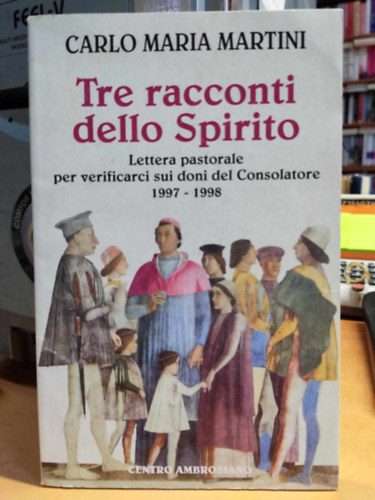 CARLO MARIA MARTINI
Tre racconti
dello Spirito
Lettera pastorale
per verificarci sui doni del Consolatore
1997 - 1998
CENTRO AMBROSIANO